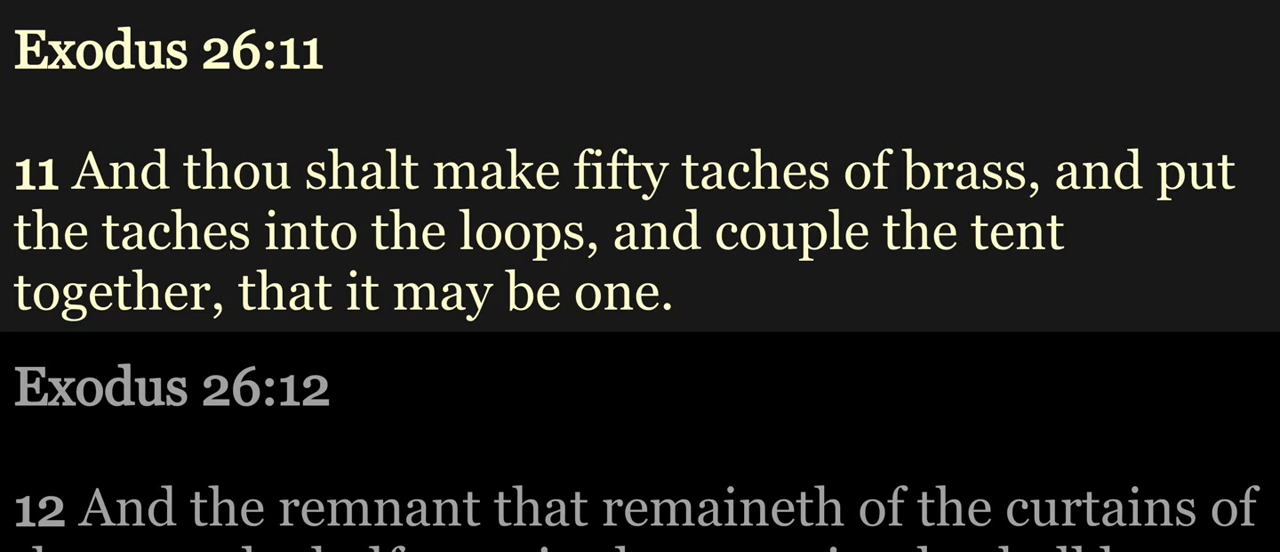 Exodus 26:11
11 And thou shalt make fifty taches of brass, and put
the taches into the loops, and couple the tent
together, that it may be one.
Exodus 26:12
12 And the remnant that remaineth of the curtains of